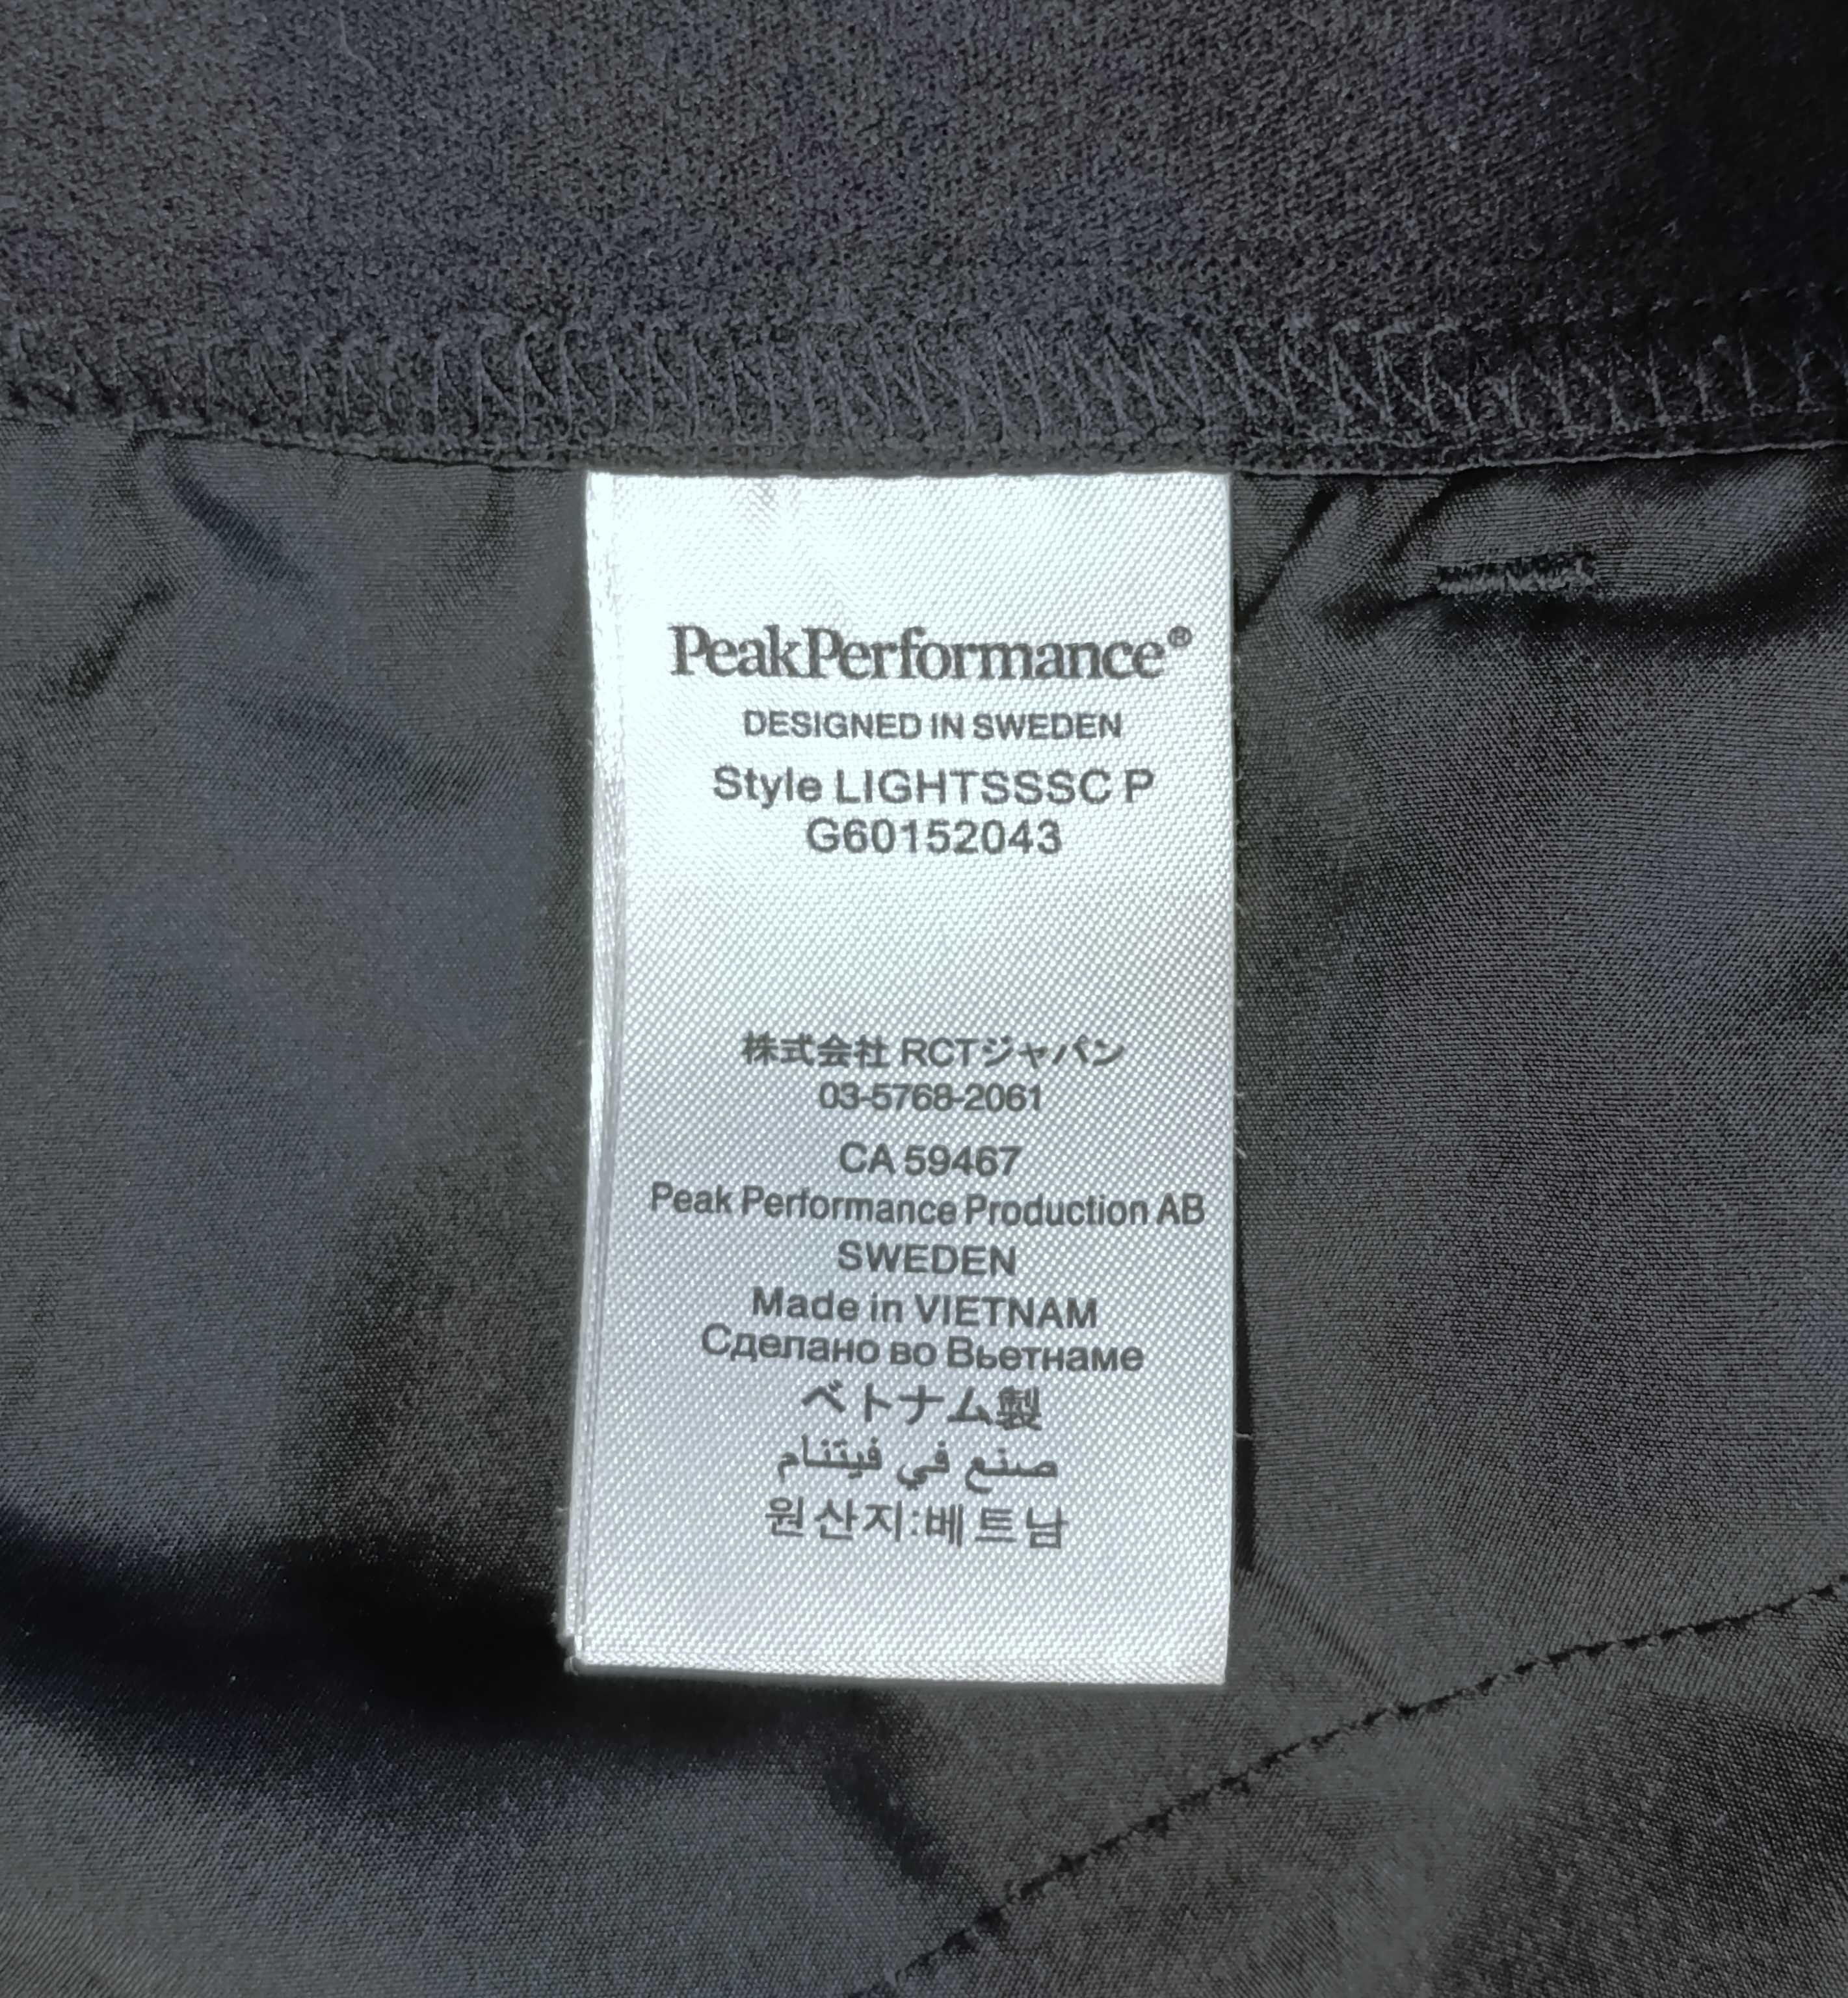 PeakPerformance®
DESIGNED IN SWEDEN
Style LIGHTSSSC P
G60152043
株式会社 RCTジャパン
03-5768-2061
CA 59467
Peak Performance Production AB
SWEDEN
Made in VIETNAM
Сделано во Вьетнаме
ベトナム製
صنع في فيتنام
원산지:베트남